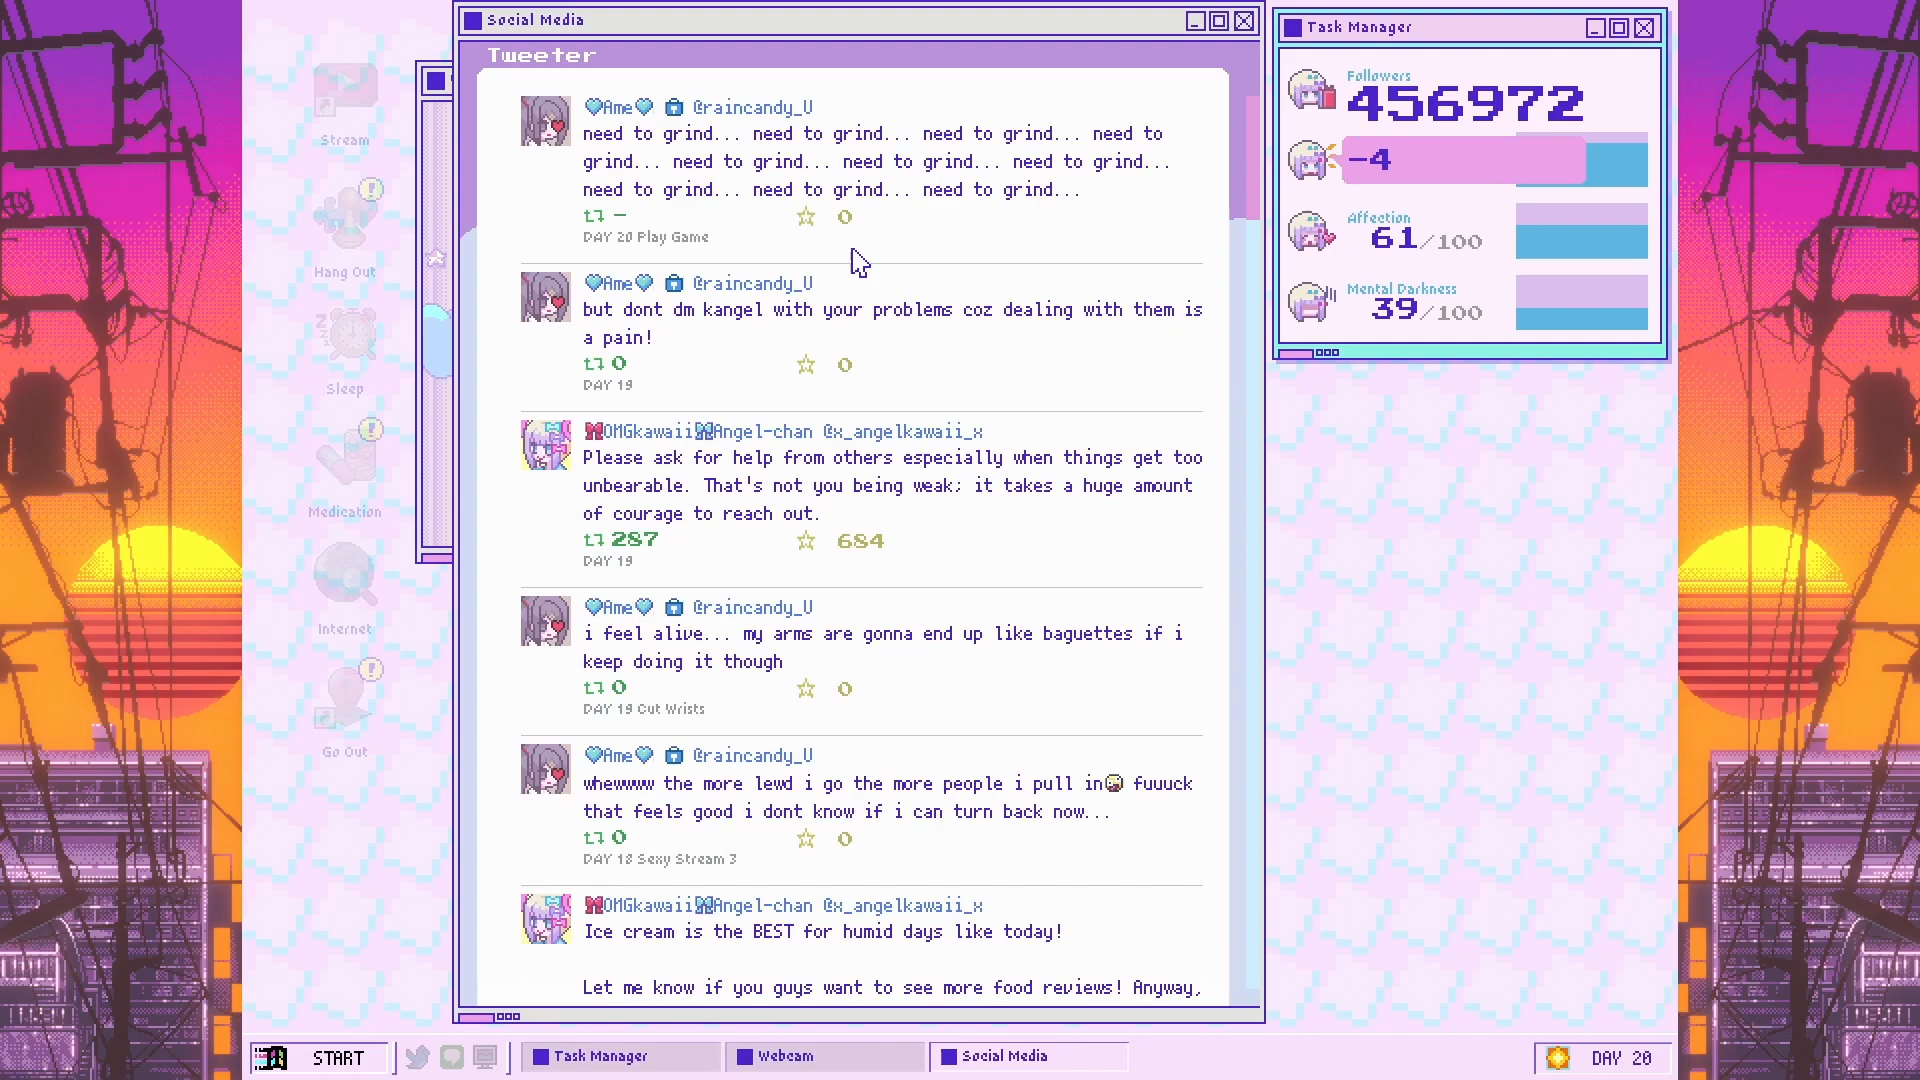 Social Media
Tweeter
Ame @raincandy_U
need to grind... need to grind... need to grind... need to
grind... need to grind... need to grind... need to grind...
need to grind... need to grind... need to grind...
- 0
DAY 20 Play Game
Ame @raincandy_U
but dont dm kangel with your problems coz dealing with them is
a pain!
0 0
DAY 19
OMGkawaiiAngel-chan @x_angelkawaii_x
Please ask for help from others especially when things get too
unbearable. That's not you being weak; it takes a huge amount
of courage to reach out.
287 684
DAY 19
Ame @raincandy_U
i feel alive... my arms are gonna end up like baguettes if i
keep doing it though
0 0
DAY 19 Cut Wrists
Ame @raincandy_U
whewwww the more lewd i go the more people i pull in fuuuck
that feels good i dont know if i can turn back now...
0 0
DAY 18 Sexy Stream 3
OMGkawaiiAngel-chan @x_angelkawaii_x
Ice cream is the BEST for humid days like today!
Let me know if you guys want to see more food reviews! Anyway,
Task Manager
Followers
456972
-4
Affection
61/100
Mental Darkness
39/100
Stream
Hang Out
Sleep
Medication
Internet
Go Out
START
Task Manager
Webcam
Social Media
DAY 20